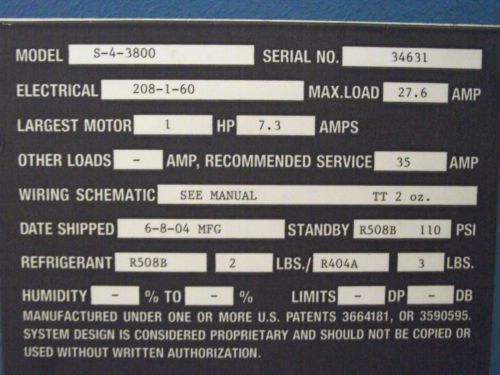 MODEL S-4-3800 SERIAL NO. 34631
ELECTRICAL 208-1-60 MAX.LOAD 27.6 AMP
LARGEST MOTOR 1 HP 7.3 AMPS
OTHER LOADS - AMP, RECOMMENDED SERVICE 35 AMP
WIRING SCHEMATIC SEE MANUAL TT 2 oz.
DATE SHIPPED 6-8-04 MFG STANDBY R508B 110 PSI
REFRIGERANT R508B 2 LBS./ R404A 3 LBS.
HUMIDITY - % TO - % LIMITS - DP - DB
MANUFACTURED UNDER ONE OR MORE U.S. PATENTS 3664181, OR 3590595.
SYSTEM DESIGN IS CONSIDERED PROPRIETARY AND SHOULD NOT BE COPIED OR
USED WITHOUT WRITTEN AUTHORIZATION.